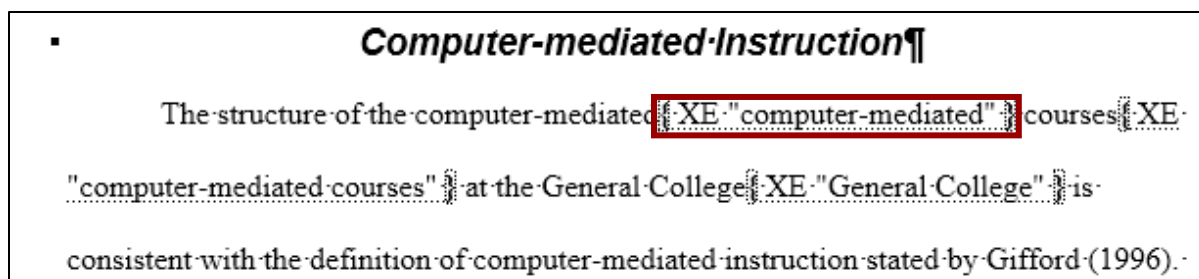 ▪ Computer-mediated·Instruction¶
The·structure·of·the·computer-mediated{·XE·"computer-mediated"·}·courses{·XE·
"computer-mediated·courses"·}·at·the·General·College{·XE·"General·College"·}·is·
consistent·with·the·definition·of·computer-mediated·instruction·stated·by·Gifford·(1996).·